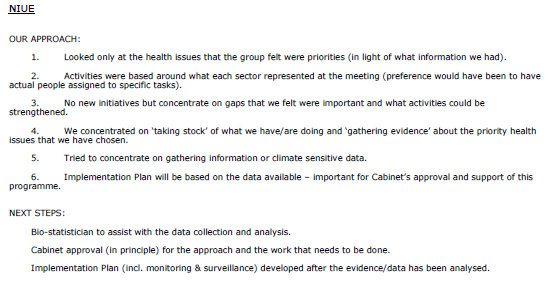 NIUE
OUR APPROACH:
1. Looked only at the health issues that the group felt were priorities (in light of what information we had).
2. Activities were based around what each sector represented at the meeting (preference would have been to have
actual people assigned to specific tasks).
3. No new initiatives but concentrate on gaps that we felt were important and what activities could be
strengthened.
4. We concentrated on 'taking stock' of what we have/are doing and 'gathering evidence' about the priority health
issues that we have chosen.
5. Tried to concentrate on gathering information or climate sensitive data.
6. Implementation Plan will be based on the data available – important for Cabinet's approval and support of this
programme.
NEXT STEPS:
Bio-statistician to assist with the data collection and analysis.
Cabinet approval (in principle) for the approach and the work that needs to be done.
Implementation Plan (incl. monitoring & surveillance) developed after the evidence/data has been analysed.